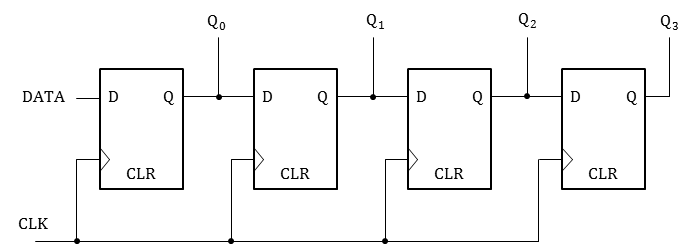 Q0 Q1 Q2 Q3
DATA D Q D Q D Q D Q
CLR CLR CLR CLR
CLK